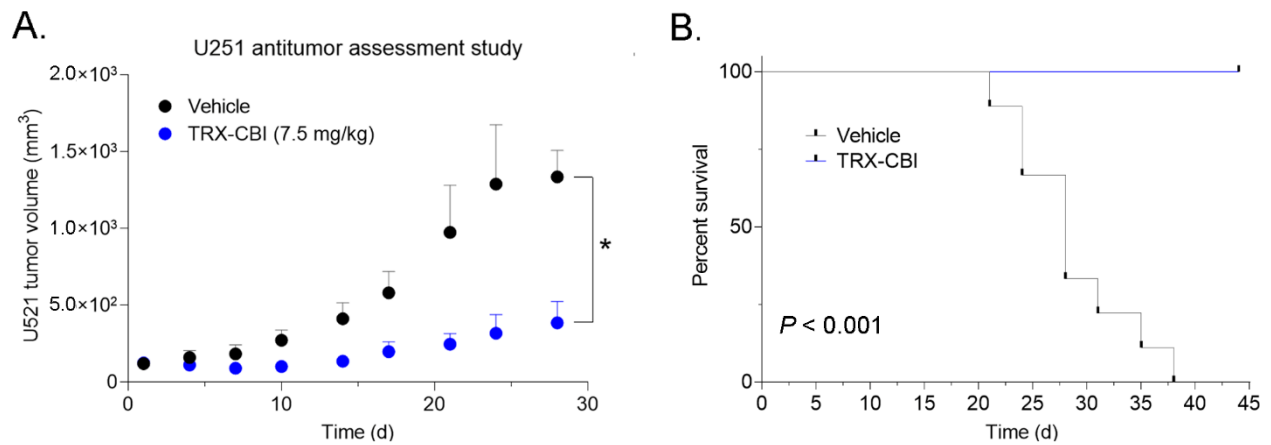 A.
U251 antitumor assessment study
U521 tumor volume (mm³)
2.0×10³
1.5×10³
1.0×10³
5.0×10²
0
Vehicle
TRX-CBI (7.5 mg/kg)
*
0 10 20 30
Time (d)
B.
Percent survival
100
50
0
Vehicle
TRX-CBI
P < 0.001
0 5 10 15 20 25 30 35 40 45
Time (d)